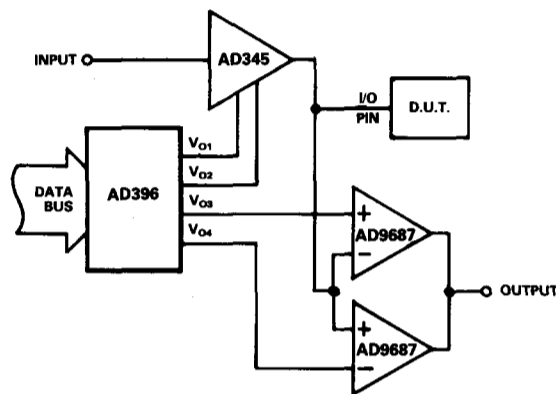 INPUT
AD345
I/O
PIN
D.U.T.
DATA
BUS
AD396
VO1
VO2
VO3
VO4
+
AD9687
−
OUTPUT
+
AD9687
−